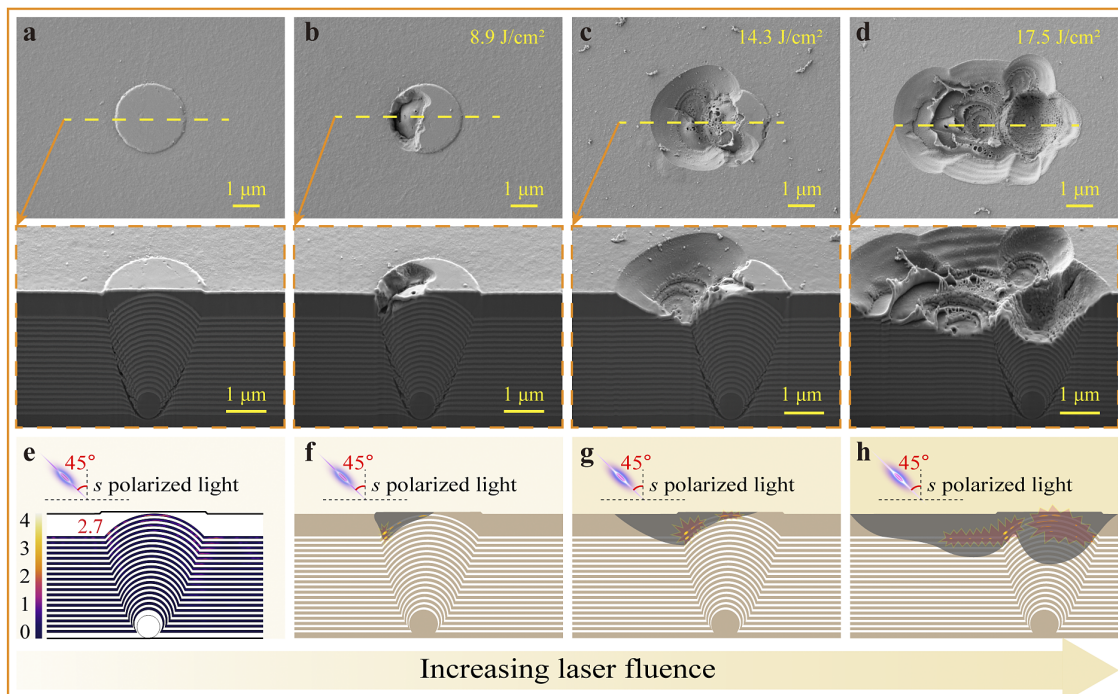 a
b
8.9 J/cm²
c
14.3 J/cm²
d
17.5 J/cm²
1 μm
1 μm
1 μm
1 μm
1 μm
1 μm
1 μm
1 μm
e
45°
s polarized light
4
3
2
1
0
2.7
f
45°
s polarized light
g
45°
s polarized light
h
45°
s polarized light
Increasing laser fluence